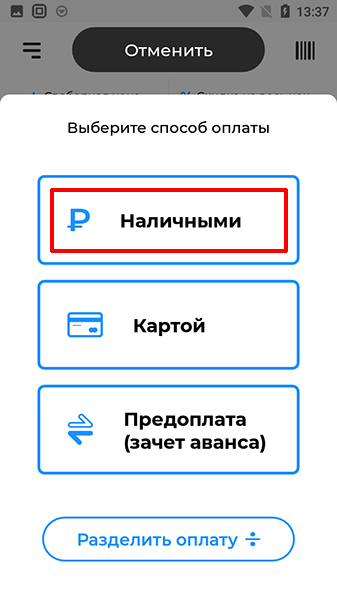 13:37
Отменить
Выберите способ оплаты
₽ Наличными
Картой
Предоплата
(зачет аванса)
Разделить оплату ÷